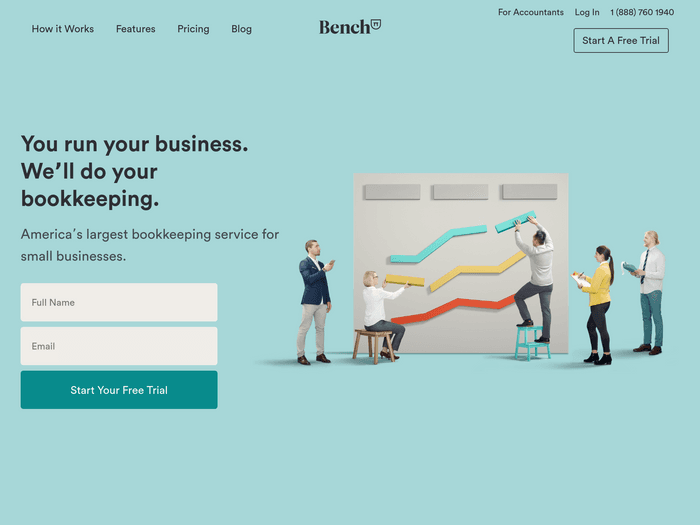 For Accountants Log In 1 (888) 760 1940
How it Works Features Pricing Blog
Bench
Start A Free Trial
You run your business.
We’ll do your
bookkeeping.
America’s largest bookkeeping service for
small businesses.
Full Name
Email
Start Your Free Trial